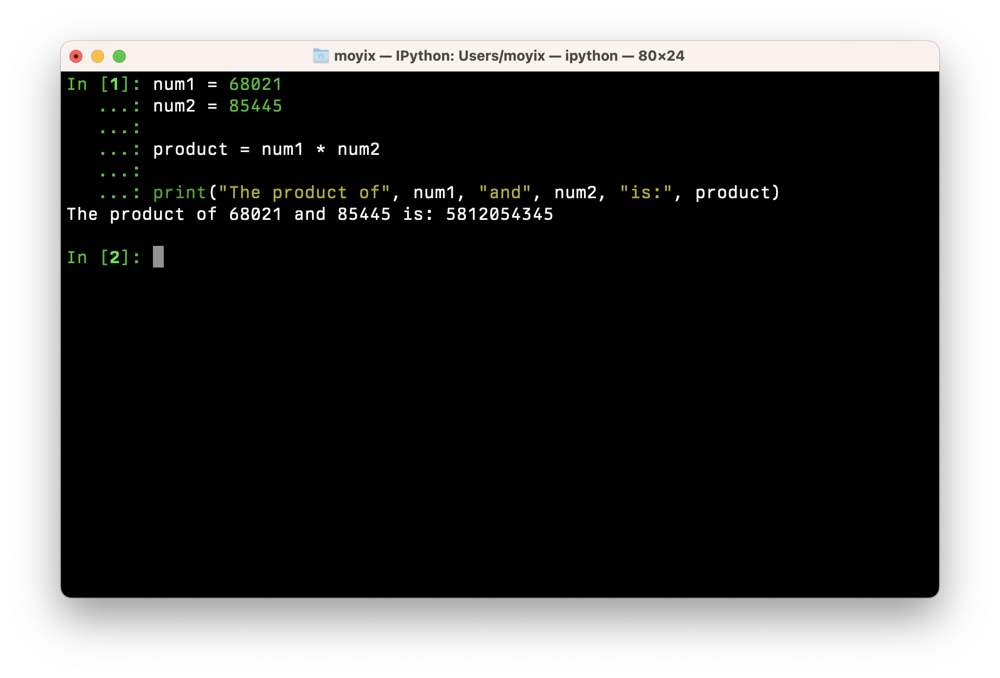 moyix — IPython: Users/moyix — ipython — 80×24
In [1]: num1 = 68021
   ...: num2 = 85445
   ...:
   ...: product = num1 * num2
   ...:
   ...: print("The product of", num1, "and", num2, "is:", product)
The product of 68021 and 85445 is: 5812054345
In [2]: